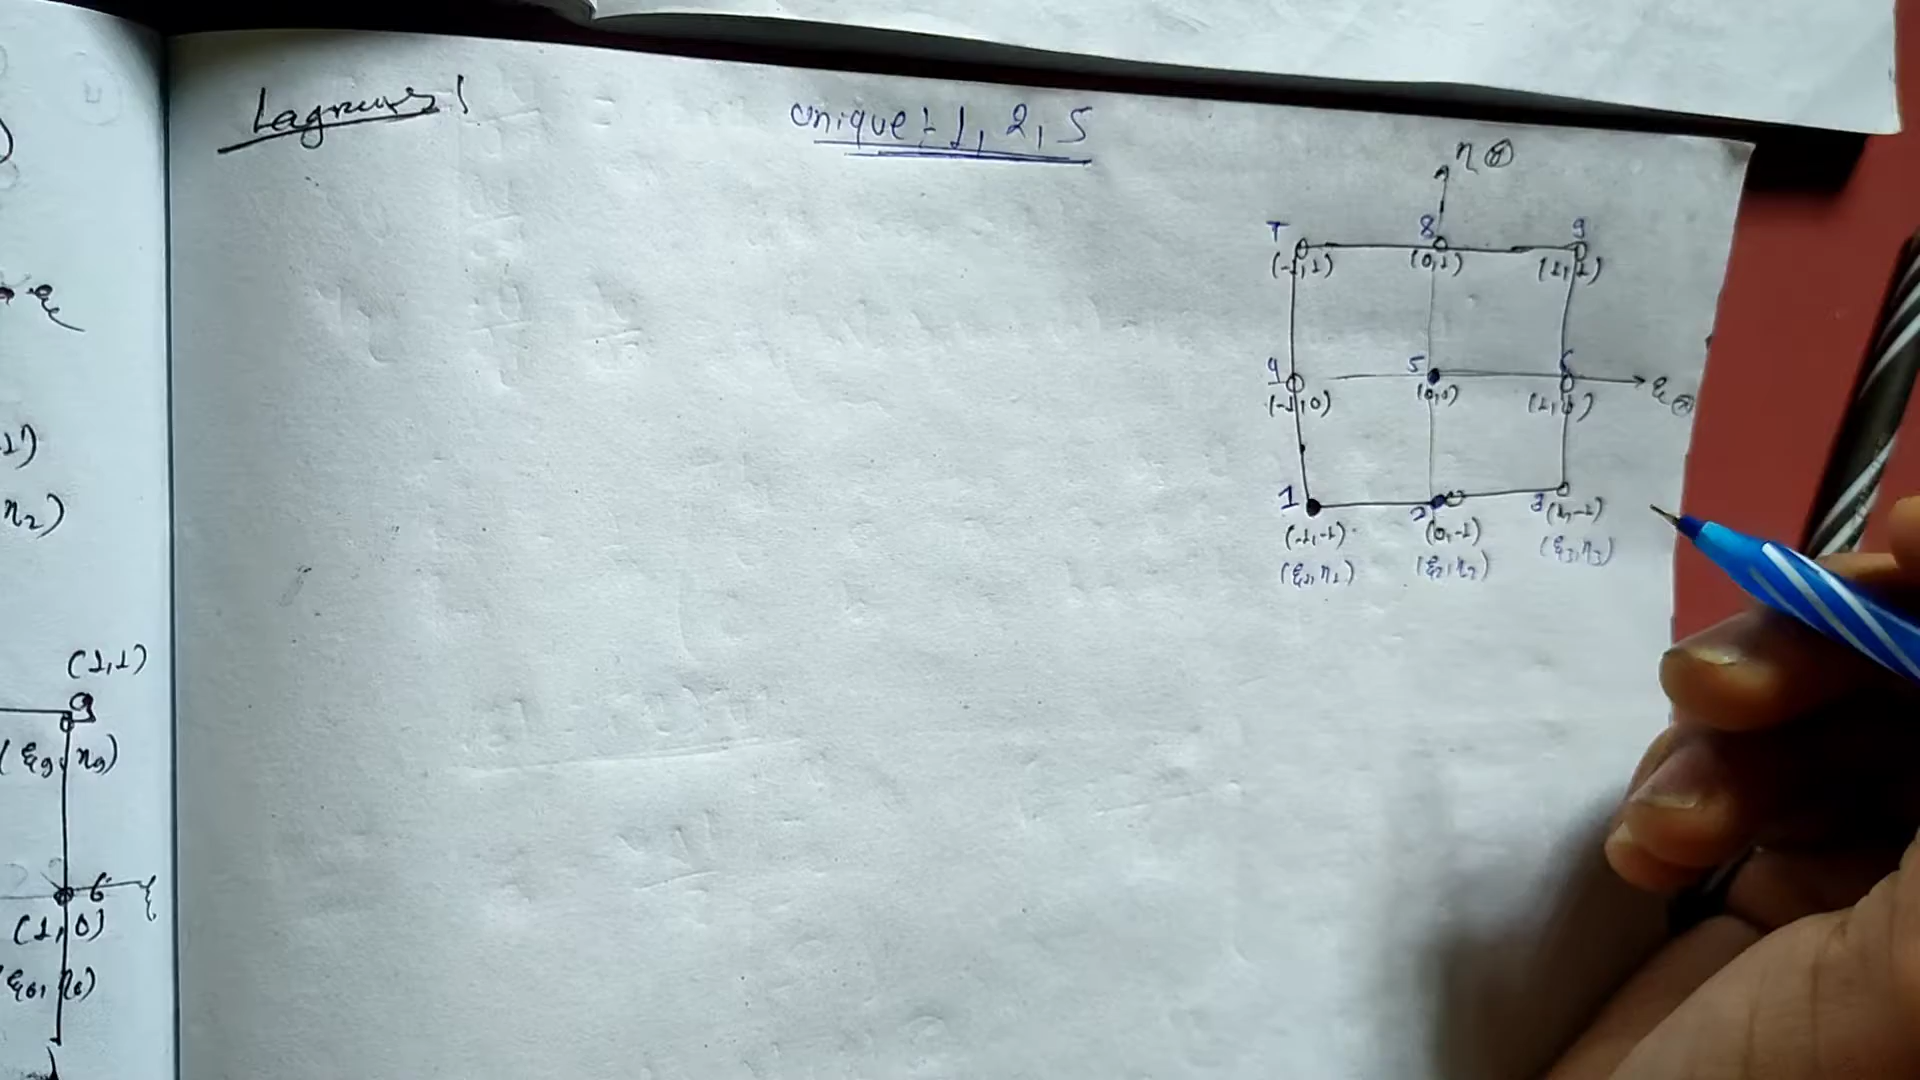 unique:- 1, 2, 5
η (y)
7 8 9
(-1,1) (0,1) (1,1)
4 5 6
ξ (x)
(-1,0) (0,0) (1,0)
1 2 3 (1,-1)
(-1,-1) (0,-1)
(ξ1,η1) (ξ2,η2) (ξ3,η3)
η2)
(1,1)
9
(ξ9, η9)
6 ξ
(1,0)
ξ6, η6)